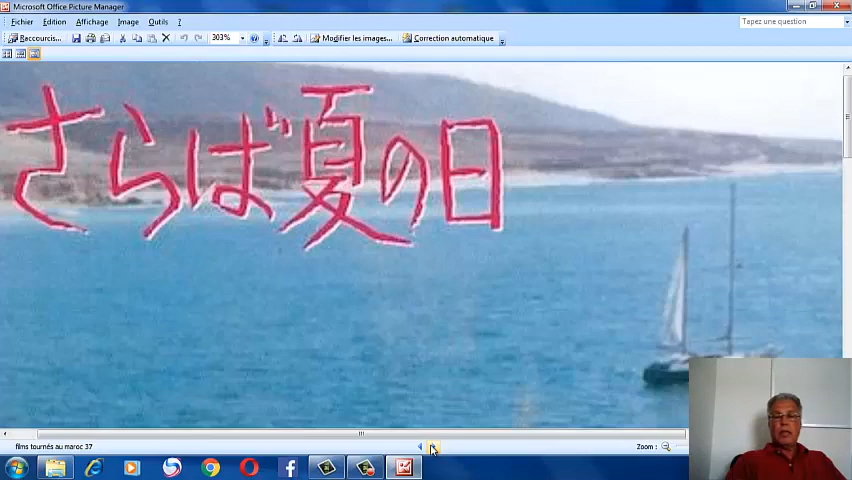 Microsoft Office Picture Manager
Fichier Edition Affichage Image Outils ?
Tapez une question
Raccourcis... 303% Modifier les images... Correction automatique
さらば夏の日
films tournés au maroc 37
Zoom :